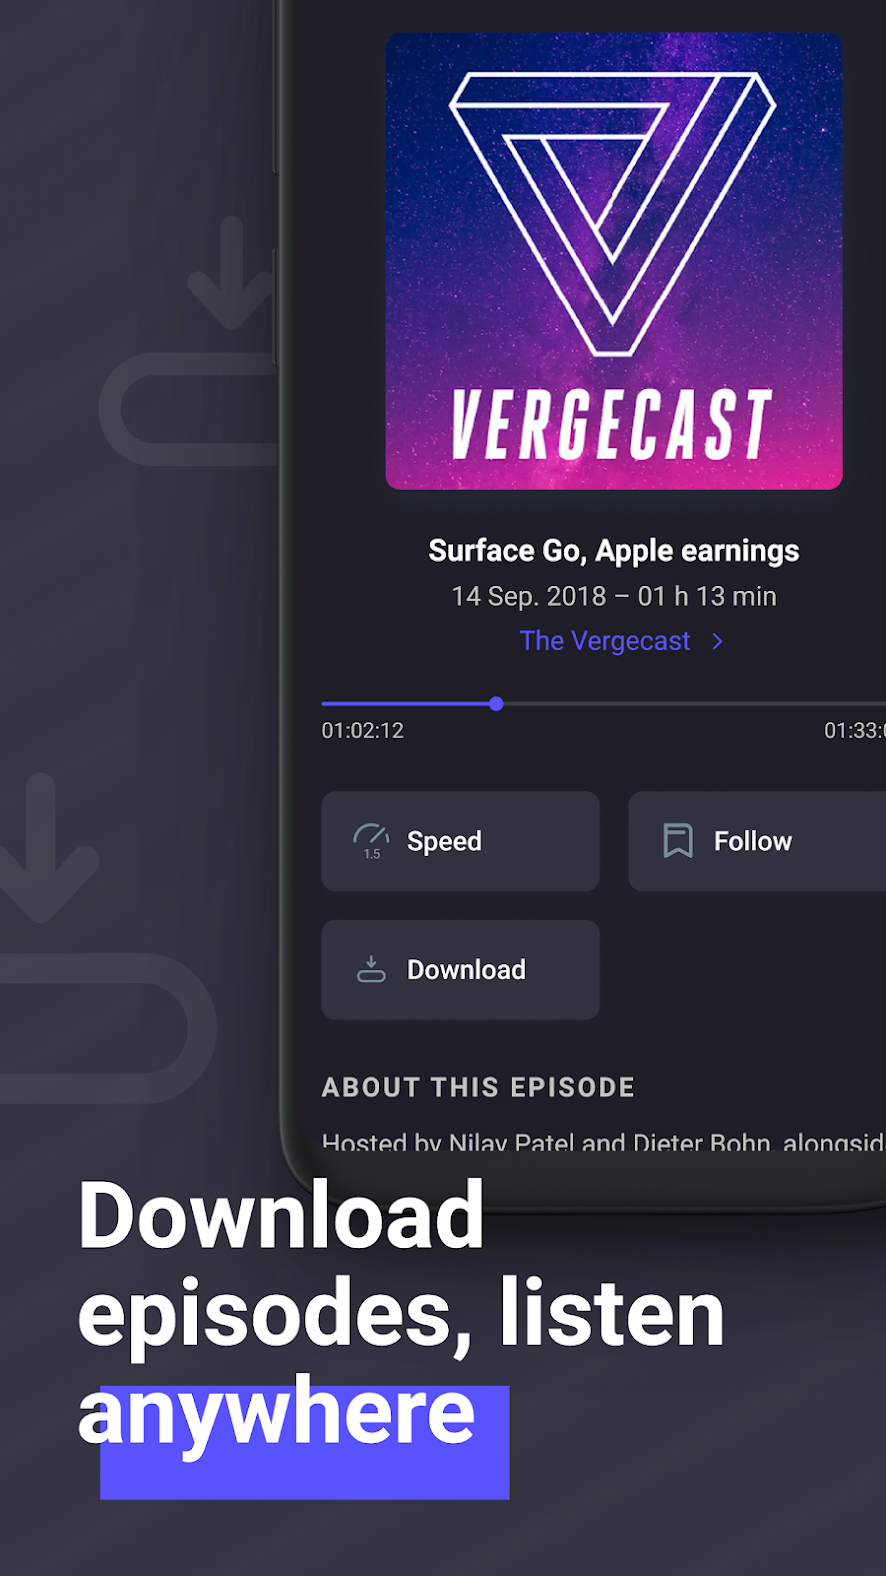 VERGECAST
Surface Go, Apple earnings
14 Sep. 2018 – 01 h 13 min
The Vergecast
01:02:12 01:33:
1.5 Speed Follow
Download
ABOUT THIS EPISODE
Hosted by Nilay Patel and Dieter Bohn, alongsid
Download
episodes, listen
anywhere